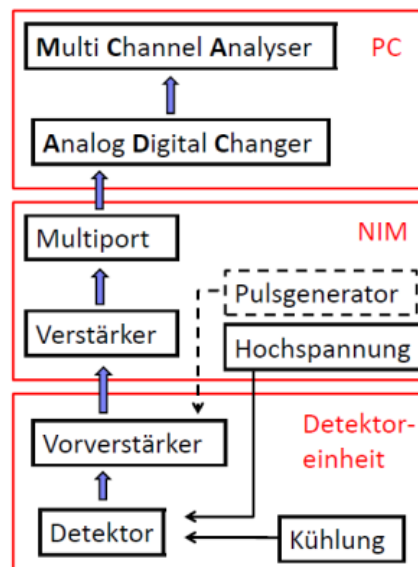 Multi Channel Analyser
PC
Analog Digital Changer
Multiport
NIM
Pulsgenerator
Verstärker
Hochspannung
Vorverstärker
Detektor-
einheit
Detektor
Kühlung